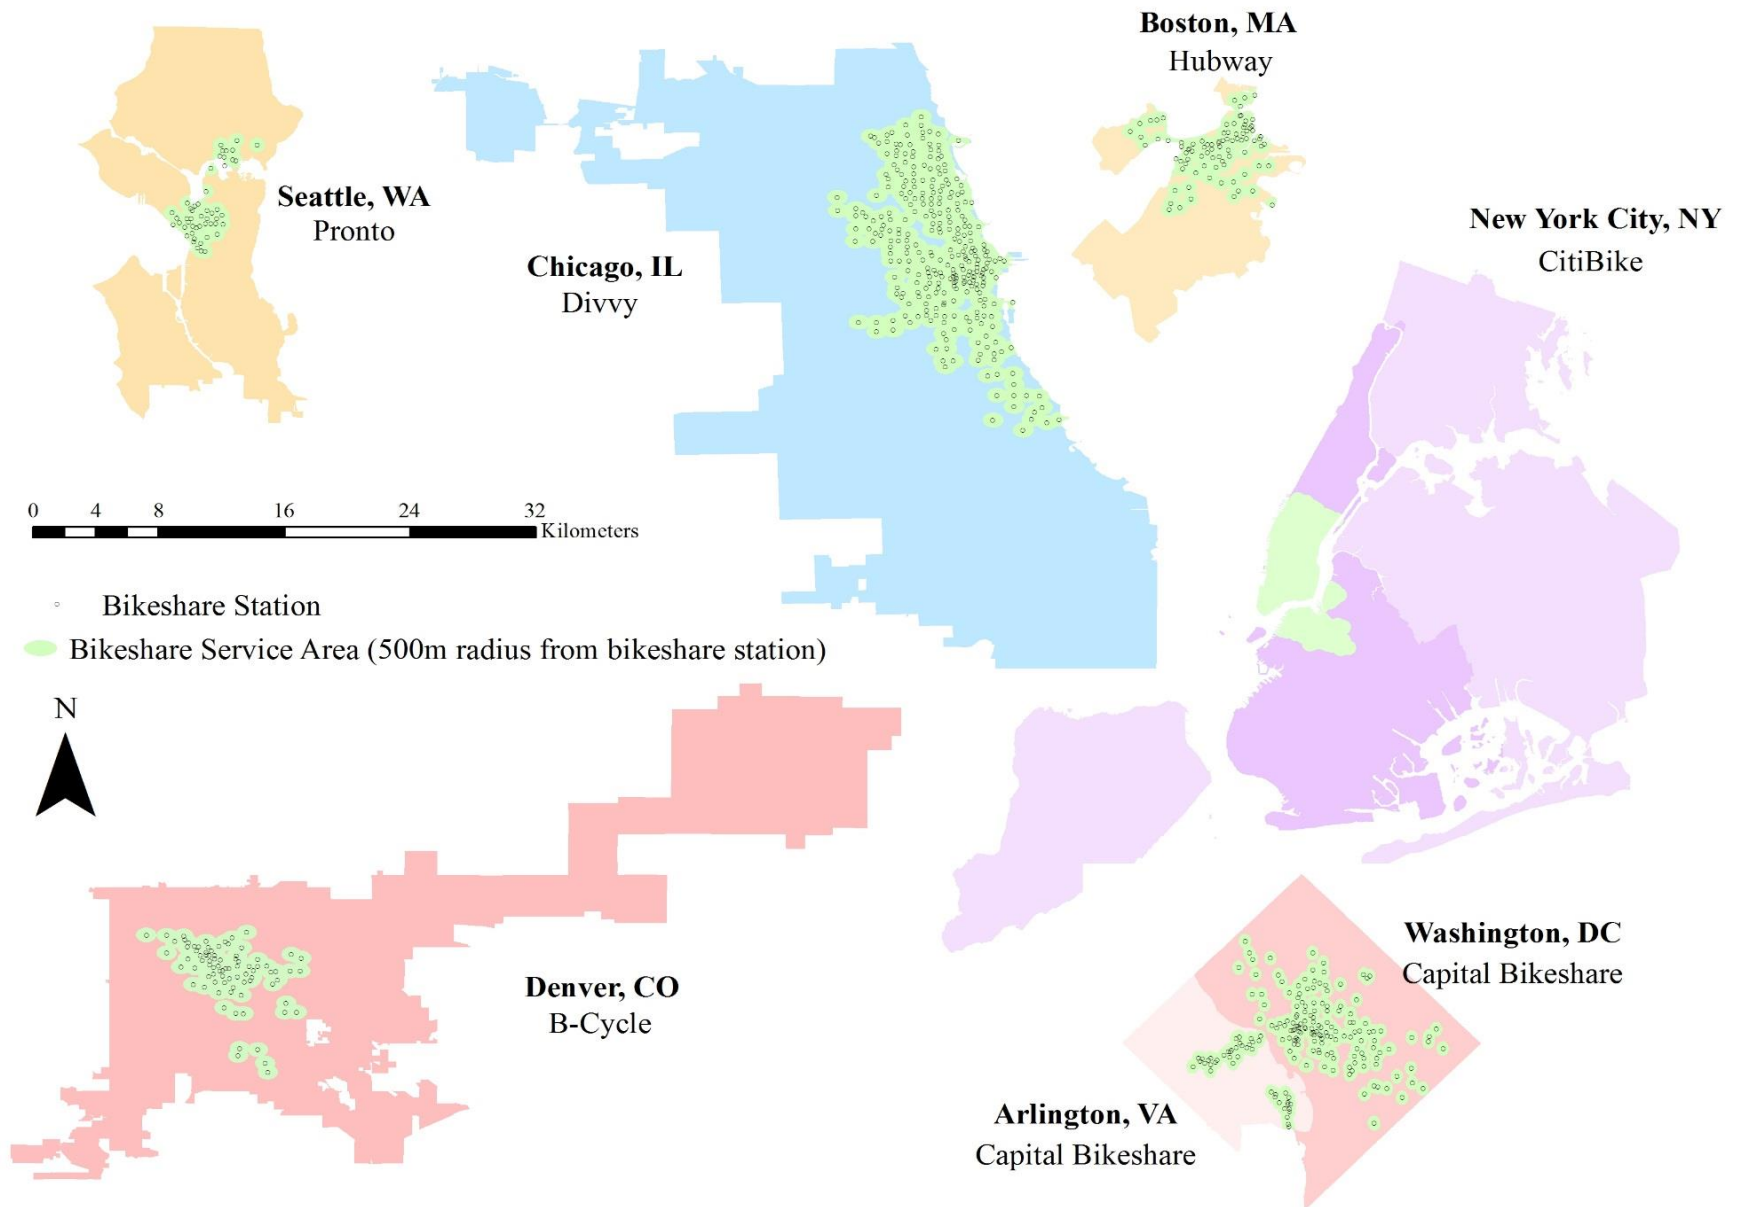 Boston, MA
Hubway
Seattle, WA
Pronto
New York City, NY
CitiBike
Chicago, IL
Divvy
0 4 8 16 24 32
Kilometers
Bikeshare Station
Bikeshare Service Area (500m radius from bikeshare station)
N
Washington, DC
Capital Bikeshare
Denver, CO
B-Cycle
Arlington, VA
Capital Bikeshare